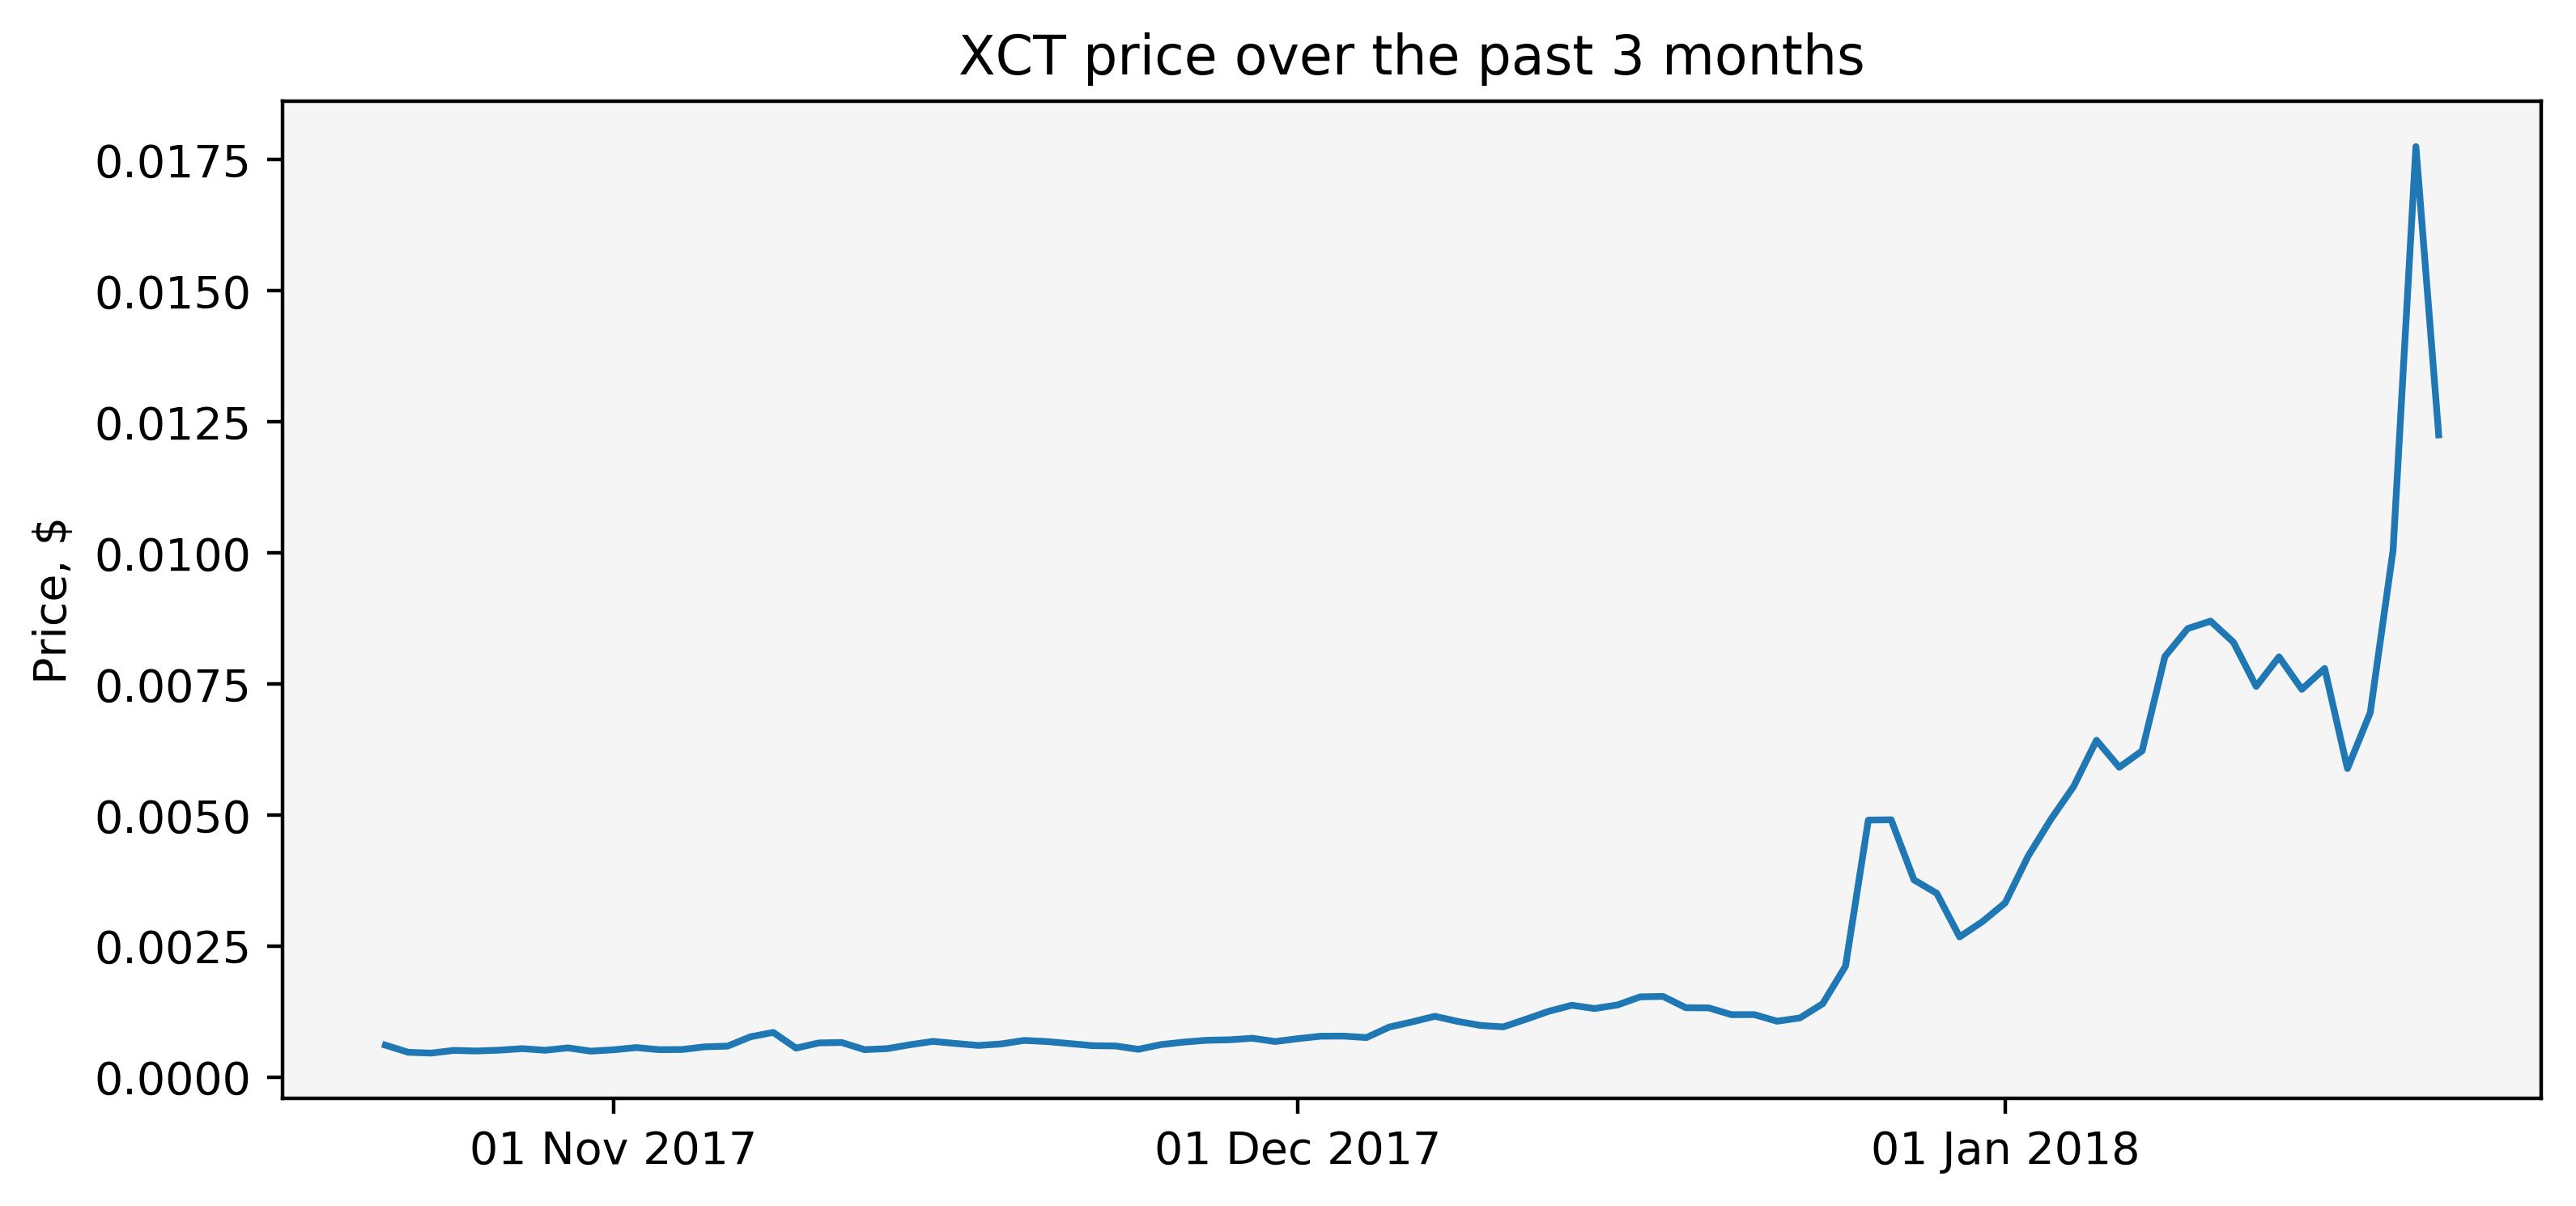 XCT price over the past 3 months
Price, $
0.0175
0.0150
0.0125
0.0100
0.0075
0.0050
0.0025
0.0000
01 Nov 2017
01 Dec 2017
01 Jan 2018